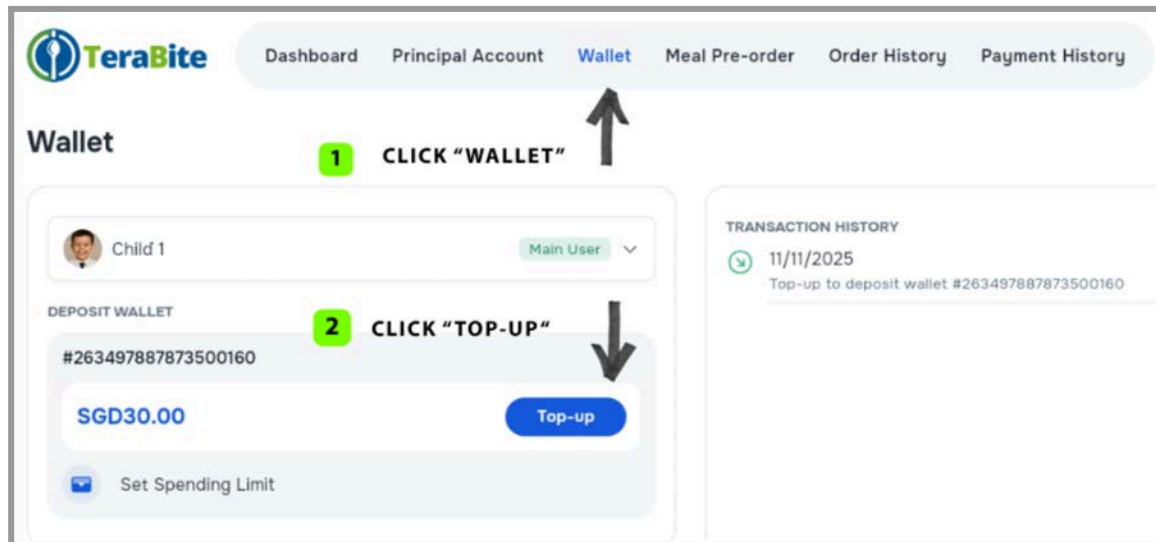 TeraBite
Dashboard Principal Account Wallet Meal Pre-order Order History Payment History
Wallet
1 CLICK "WALLET"
Child 1 Main User
DEPOSIT WALLET
2 CLICK "TOP-UP"
#263497887873500160
SGD30.00 Top-up
Set Spending Limit
TRANSACTION HISTORY
11/11/2025
Top-up to deposit wallet #263497887873500160